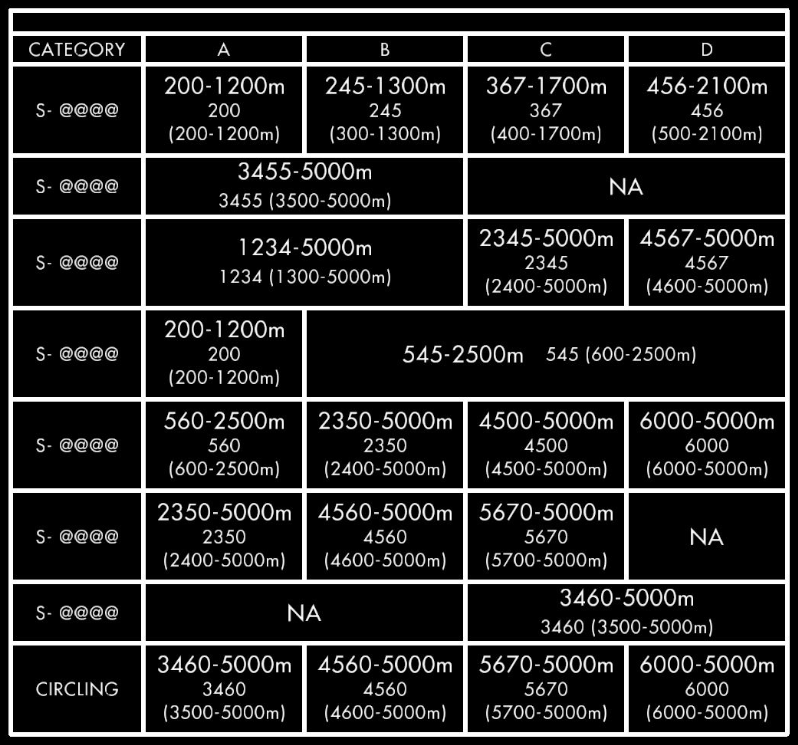 CATEGORY A B C D
S- @@@@ 200-1200m 245-1300m 367-1700m 456-2100m
200 245 367 456
(200-1200m) (300-1300m) (400-1700m) (500-2100m)
S- @@@@ 3455-5000m NA
3455 (3500-5000m)
S- @@@@ 1234-5000m 2345-5000m 4567-5000m
1234 (1300-5000m) 2345 4567
(2400-5000m) (4600-5000m)
S- @@@@ 200-1200m 545-2500m 545 (600-2500m)
200
(200-1200m)
S- @@@@ 560-2500m 2350-5000m 4500-5000m 6000-5000m
560 2350 4500 6000
(600-2500m) (2400-5000m) (4500-5000m) (6000-5000m)
S- @@@@ 2350-5000m 4560-5000m 5670-5000m NA
2350 4560 5670
(2400-5000m) (4600-5000m) (5700-5000m)
S- @@@@ NA 3460-5000m
3460 (3500-5000m)
CIRCLING 3460-5000m 4560-5000m 5670-5000m 6000-5000m
3460 4560 5670 6000
(3500-5000m) (4600-5000m) (5700-5000m) (6000-5000m)